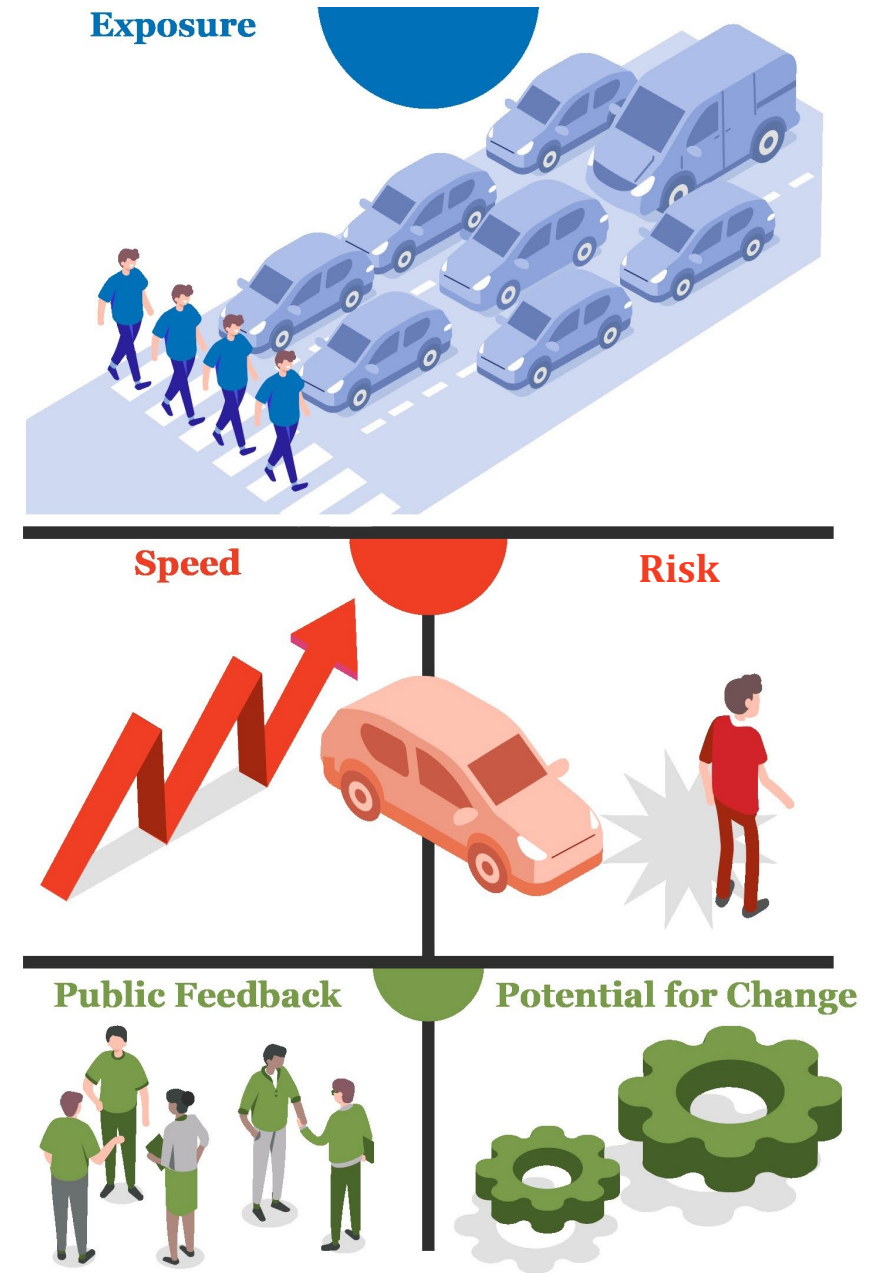 Exposure
Speed
Risk
Public Feedback
Potential for Change